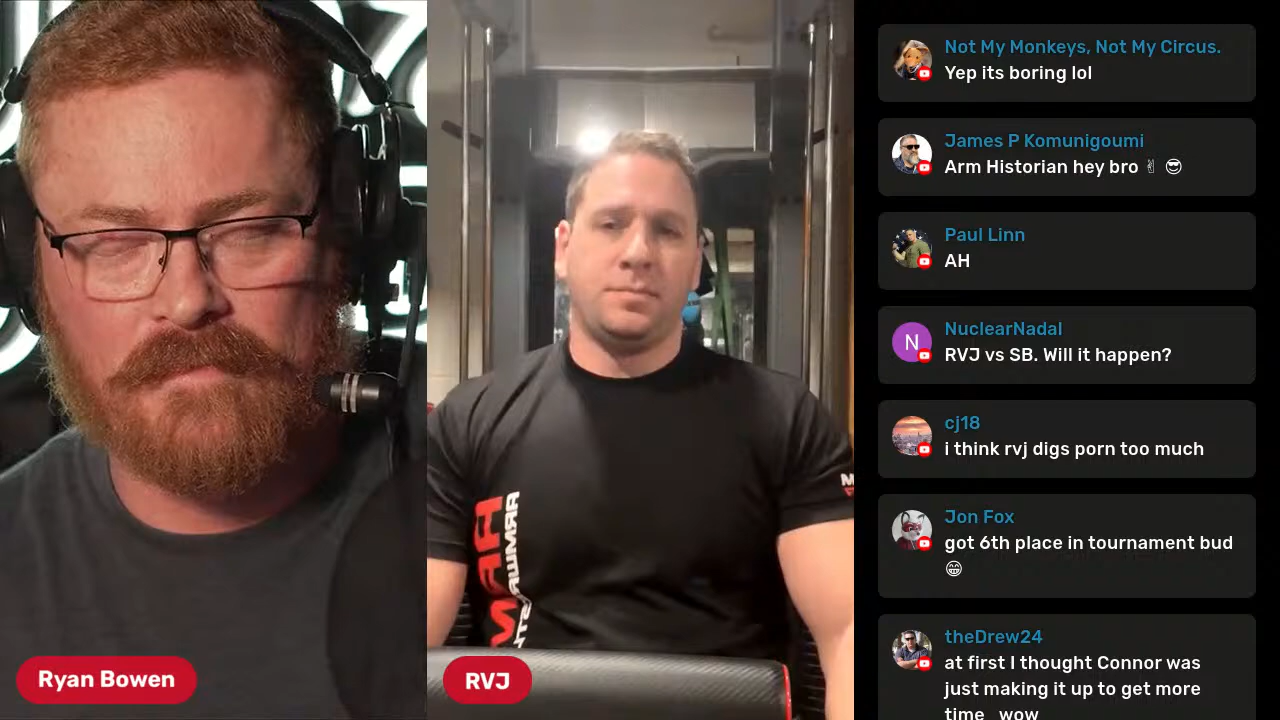 Not My Monkeys, Not My Circus.
Yep its boring lol
James P Komunigoumi
Arm Historian hey bro ✌ 😎
Paul Linn
AH
NuclearNadal
N
RVJ vs SB. Will it happen?
cj18
i think rvj digs porn too much
Jon Fox
got 6th place in tournament bud
😁
theDrew24
at first I thought Connor was
just making it up to get more
time wow
Ryan Bowen
RVJ